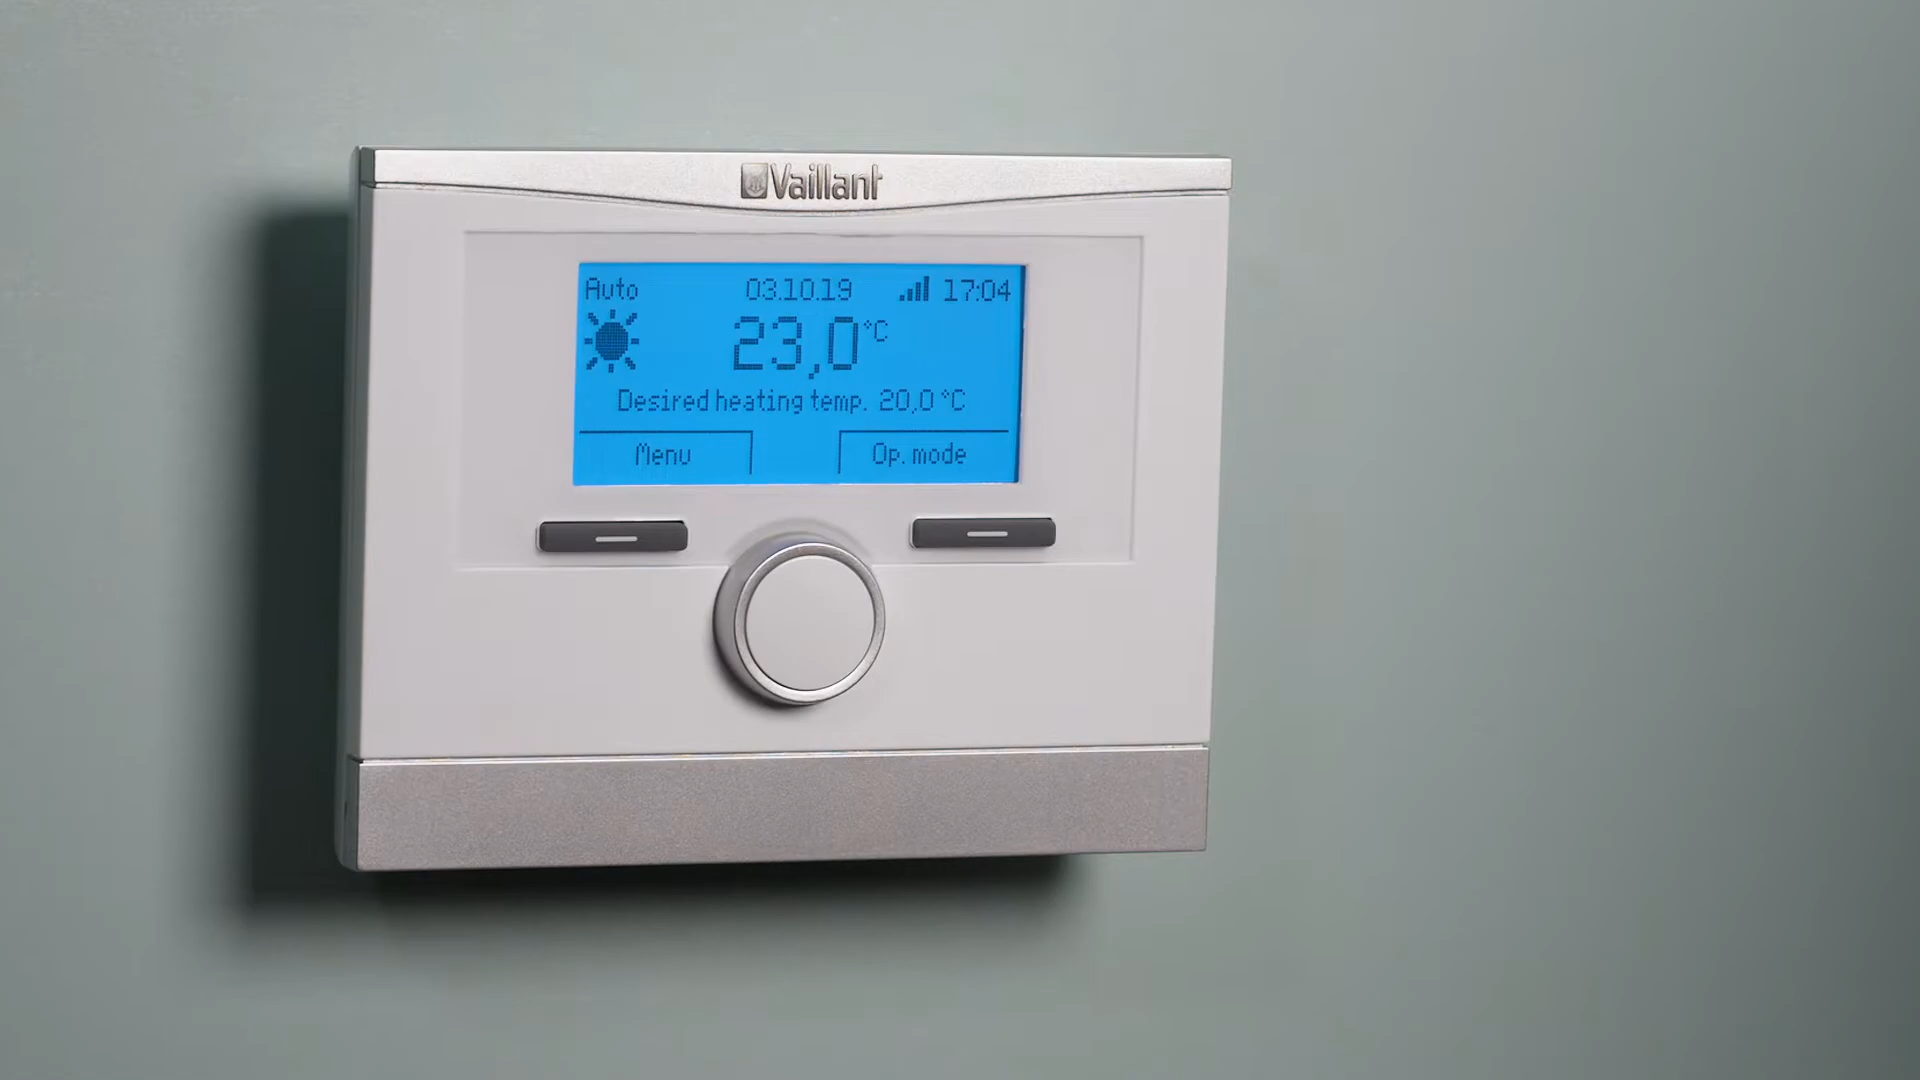 Vaillant
Auto 03.10.19 17:04
23,0°C
Desired heating temp. 20,0°C
Menu Op. mode